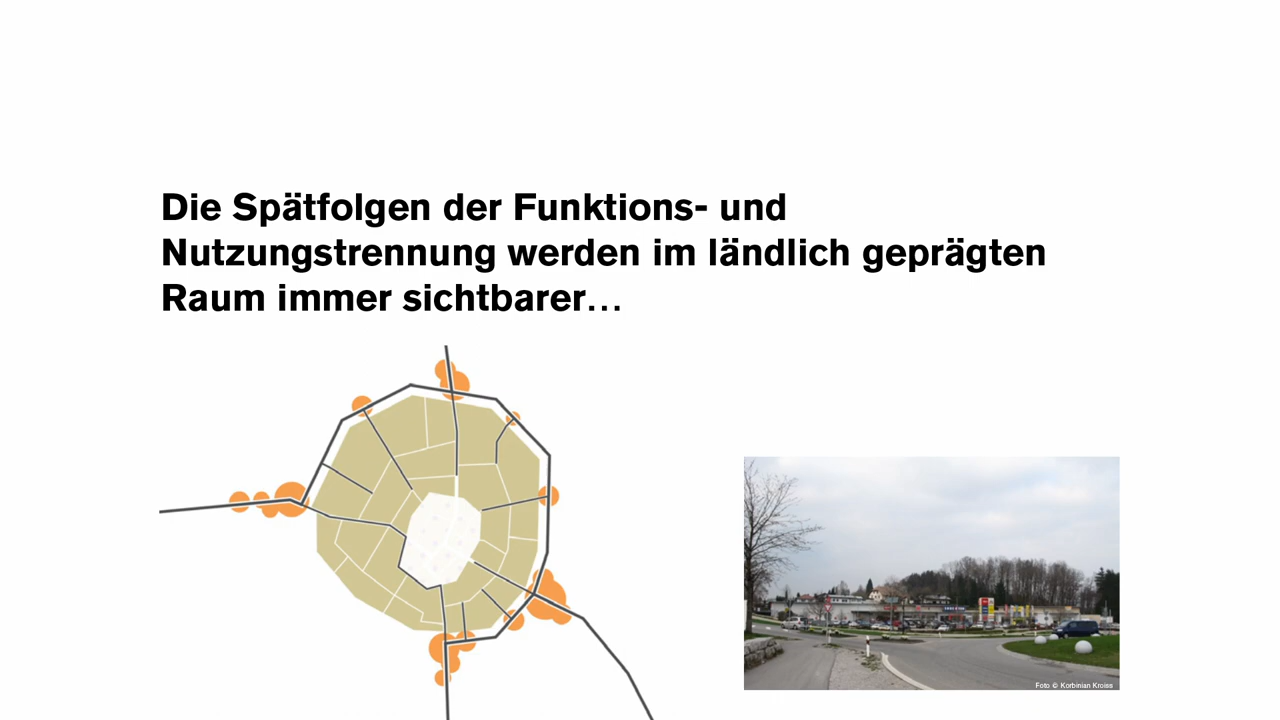 Die Spätfolgen der Funktions- und
Nutzungstrennung werden im ländlich geprägten
Raum immer sichtbarer…
Foto © Korbinian Kroiss